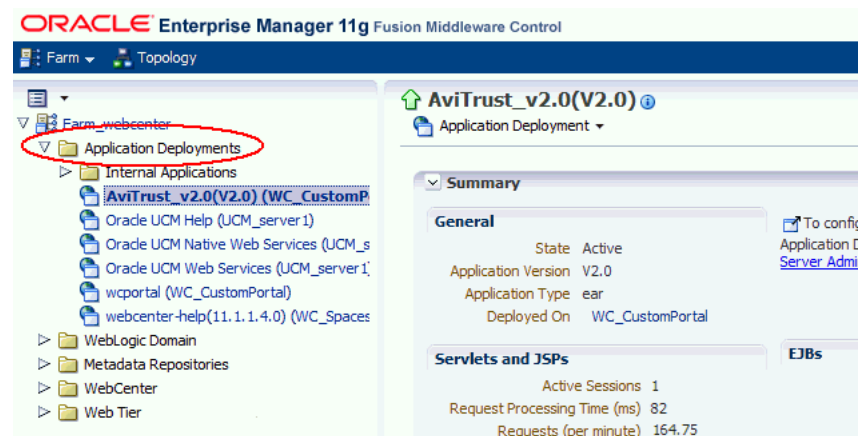 ORACLE Enterprise Manager 11g Fusion Middleware Control
Farm Topology
Farm_webcenter
Application Deployments
Internal Applications
AviTrust_v2.0(V2.0) (WC_CustomP
Oracle UCM Help (UCM_server1)
Oracle UCM Native Web Services (UCM_s
Oracle UCM Web Services (UCM_server1)
wcportal (WC_CustomPortal)
webcenter-help(11.1.1.4.0) (WC_Spaces
WebLogic Domain
Metadata Repositories
WebCenter
Web Tier
AviTrust_v2.0(V2.0)
Application Deployment
Summary
General
State Active
Application Version V2.0
Application Type ear
Deployed On WC_CustomPortal
To config
Application D
Server Admi
Servlets and JSPs
Active Sessions 1
Request Processing Time (ms) 82
Requests (per minute) 164.75
EJBs